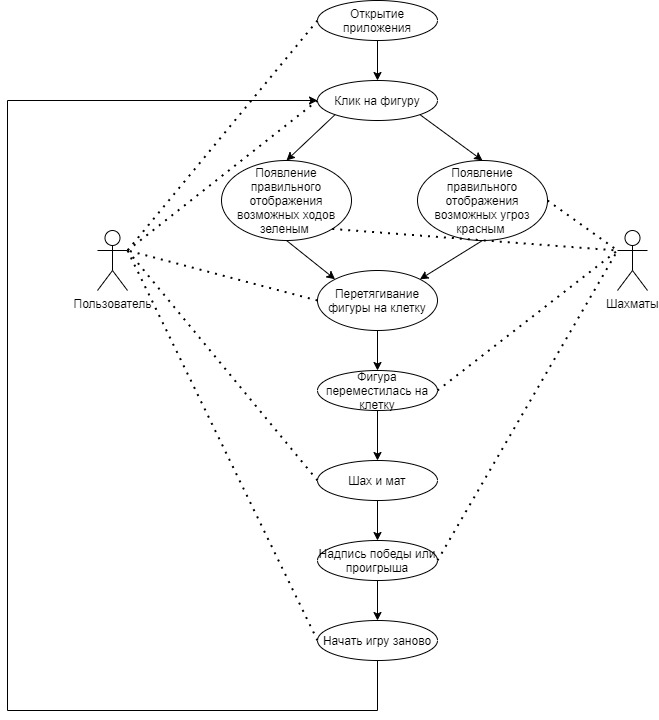 Открытие
приложения
Клик на фигуру
Появление
правильного
отображения
возможных ходов
зеленым
Появление
правильного
отображения
возможных угроз
красным
Пользователь
Шахматы
Перетягивание
фигуры на клетку
Фигура
переместилась на
клетку
Шах и мат
Надпись победы или
проигрыша
Начать игру заново